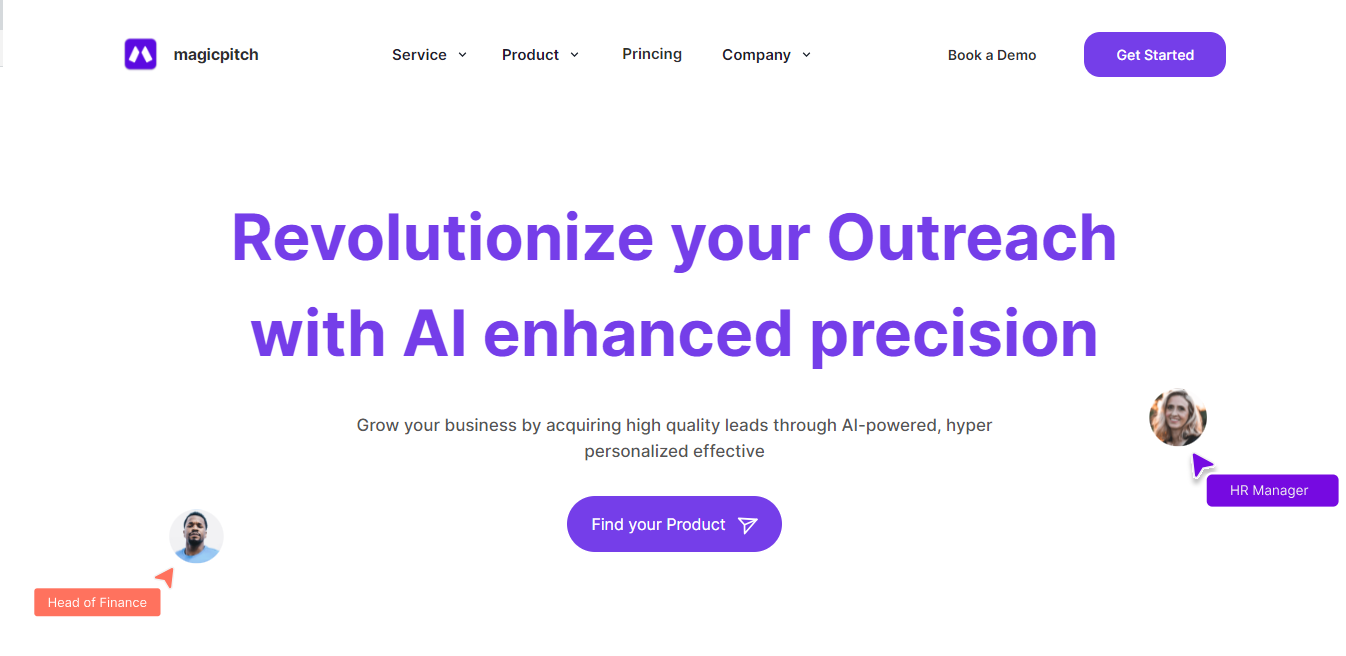 magicpitch
Service
Product
Princing
Company
Book a Demo
Get Started
Revolutionize your Outreach
with AI enhanced precision
Grow your business by acquiring high quality leads through AI-powered, hyper
personalized effective
HR Manager
Find your Product
Head of Finance